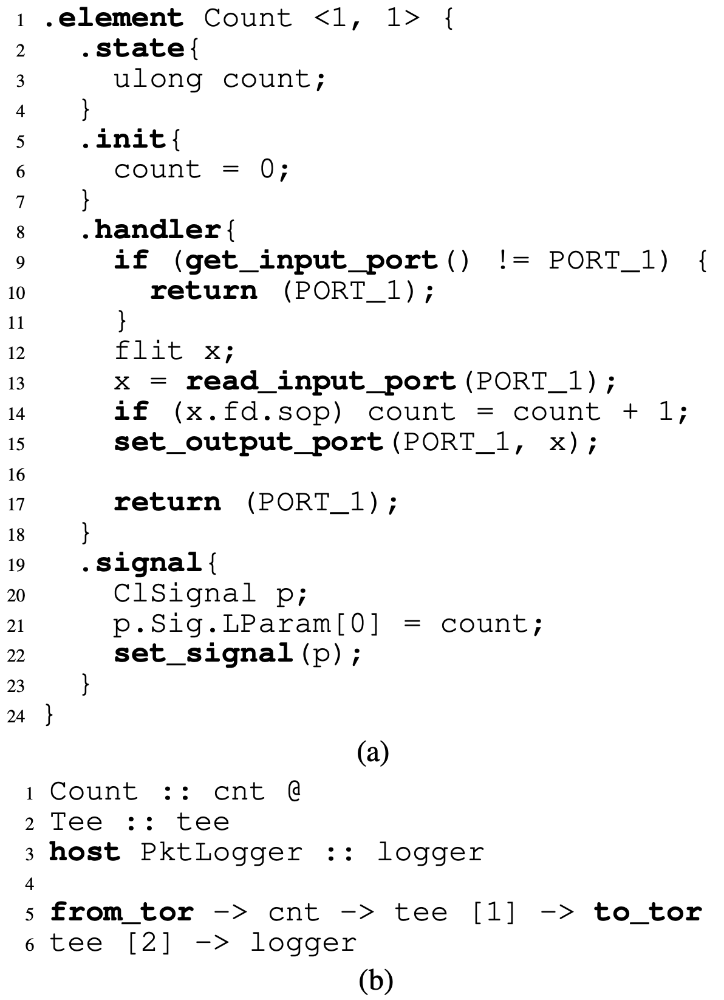 1 .element Count <1, 1> {
2   .state{
3     ulong count;
4   }
5   .init{
6     count = 0;
7   }
8   .handler{
9     if (get_input_port() != PORT_1) {
10       return (PORT_1);
11     }
12     flit x;
13     x = read_input_port(PORT_1);
14     if (x.fd.sop) count = count + 1;
15     set_output_port(PORT_1, x);
16
17     return (PORT_1);
18   }
19   .signal{
20     ClSignal p;
21     p.Sig.LParam[0] = count;
22     set_signal(p);
23   }
24 }
(a)
1 Count :: cnt @
2 Tee :: tee
3 host PktLogger :: logger
4
5 from_tor -> cnt -> tee [1] -> to_tor
6 tee [2] -> logger
(b)